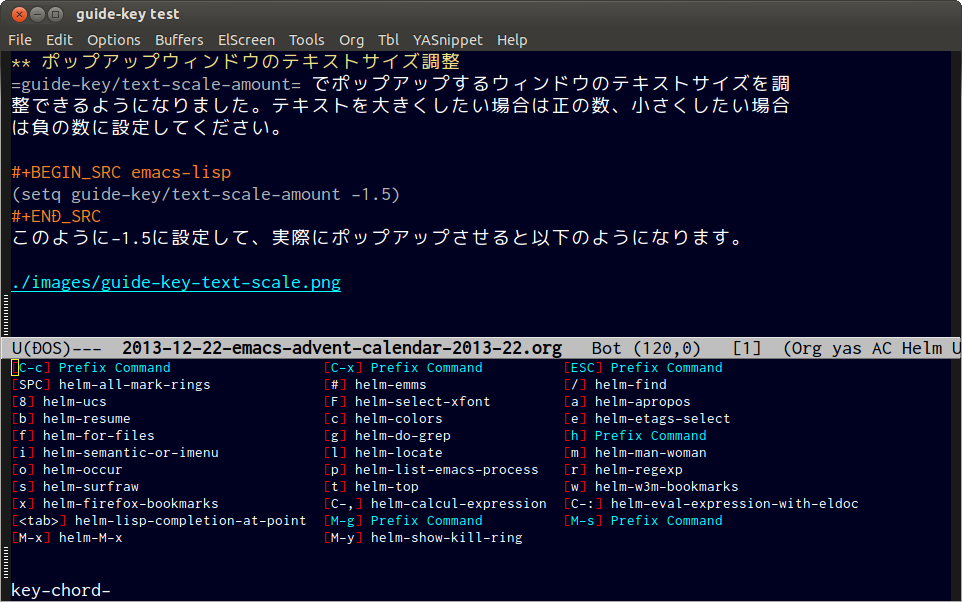 guide-key test
File Edit Options Buffers ElScreen Tools Org Tbl YASnippet Help
** ポップアップウィンドウのテキストサイズ調整
=guide-key/text-scale-amount= でポップアップするウィンドウのテキストサイズを調
整できるようになりました。テキストを大きくしたい場合は正の数、小さくしたい場合
は負の数に設定してください。
#+BEGIN_SRC emacs-lisp
(setq guide-key/text-scale-amount -1.5)
#+END_SRC
このように-1.5に設定して、実際にポップアップさせると以下のようになります。
./images/guide-key-text-scale.png
U(DOS)--- 2013-12-22-emacs-advent-calendar-2013-22.org Bot (120,0) [1] (Org yas AC Helm U
[C-c] Prefix Command [C-x] Prefix Command [ESC] Prefix Command
[SPC] helm-all-mark-rings [#] helm-emms [/] helm-find
[8] helm-ucs [F] helm-select-xfont [a] helm-apropos
[b] helm-resume [c] helm-colors [e] helm-etags-select
[f] helm-for-files [g] helm-do-grep [h] Prefix Command
[i] helm-semantic-or-imenu [l] helm-locate [m] helm-man-woman
[o] helm-occur [p] helm-list-emacs-process [r] helm-regexp
[s] helm-surfraw [t] helm-top [w] helm-w3m-bookmarks
[x] helm-firefox-bookmarks [C-,] helm-calcul-expression [C-:] helm-eval-expression-with-eldoc
[<tab>] helm-lisp-completion-at-point [M-g] Prefix Command [M-s] Prefix Command
[M-x] helm-M-x [M-y] helm-show-kill-ring
key-chord-